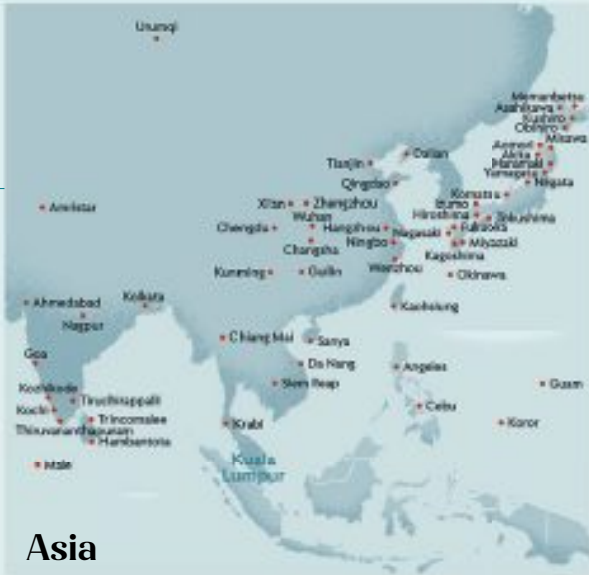 Urumqi
Memanbetsu
Asahikawa
Kushiro
Obihiro
Misawa
Aomori
Akita
Hanamaki
Yamagata
Niigata
Dalian
Tianjin
Qingdao
Komatsu
Izumo
Hiroshima
Tokushima
Amristar
Xi'an
Zhengzhou
Wuhan
Chengdu
Hangzhou
Nagasaki
Fukuoka
Ningbo
Miyazaki
Changsha
Kagoshima
Wenzhou
Kunming
Guilin
Okinawa
Ahmedabad
Kolkata
Nagpur
Kaohsiung
Chiang Mai
Sanya
Goa
Da Nang
Angeles
Siem Reap
Guam
Kozhikode
Tiruchirappalli
Kochi
Cebu
Trincomalee
Krabi
Koror
Thiruvananthapuram
Hambantota
Kuala
Lumpur
Male
Asia